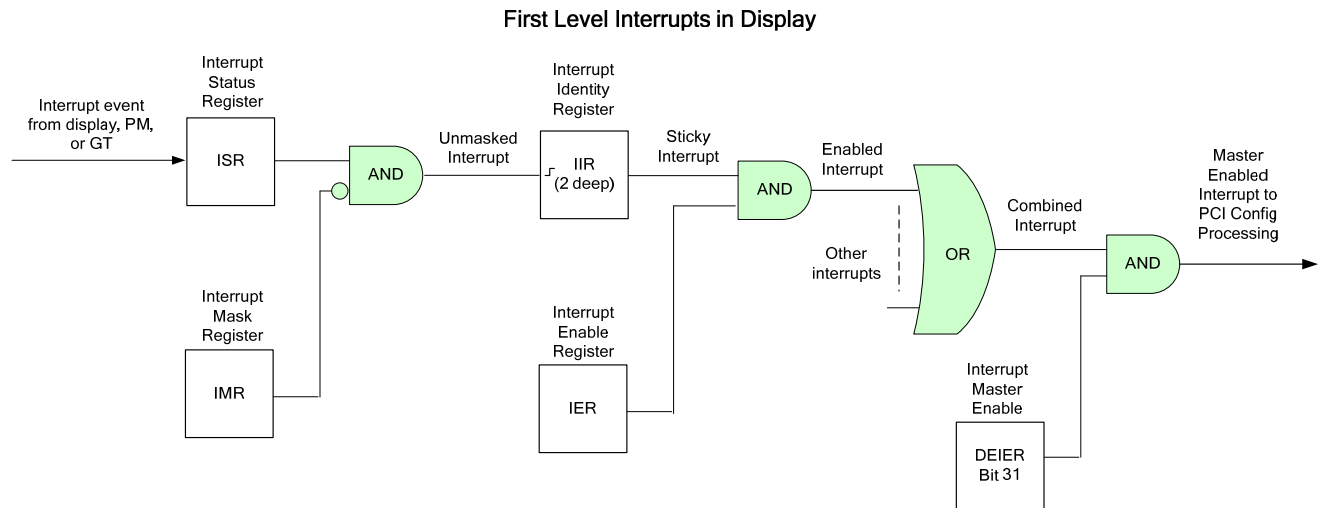 First Level Interrupts in Display
Interrupt event
from display, PM,
or GT
Interrupt
Status
Register
ISR
AND
Unmasked
Interrupt
Interrupt
Identity
Register
IIR
(2 deep)
Sticky
Interrupt
AND
Enabled
Interrupt
Other
interrupts
OR
Combined
Interrupt
AND
Master
Enabled
Interrupt to
PCI Config
Processing
Interrupt
Mask
Register
IMR
Interrupt
Enable
Register
IER
Interrupt
Master
Enable
DEIER
Bit 31